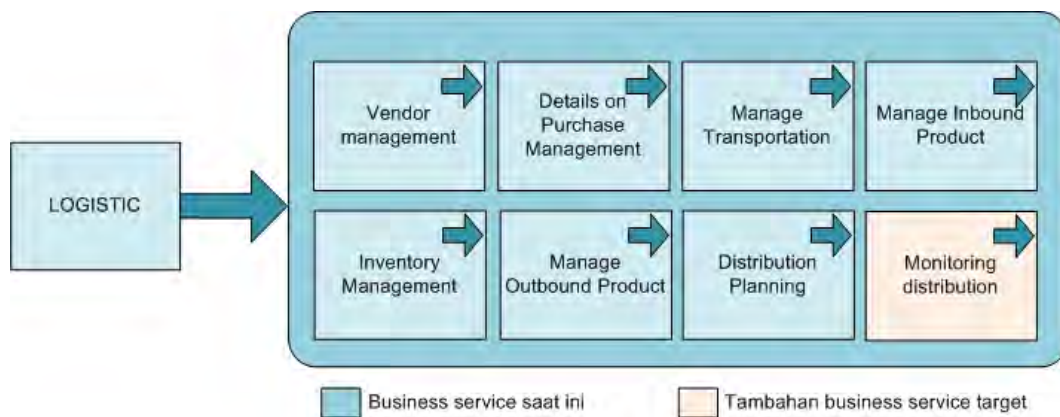 LOGISTIC
Vendor
management
Details on
Purchase
Management
Manage
Transportation
Manage Inbound
Product
Inventory
Management
Manage
Outbound Product
Distribution
Planning
Monitoring
distribution
Business service saat ini
Tambahan business service target